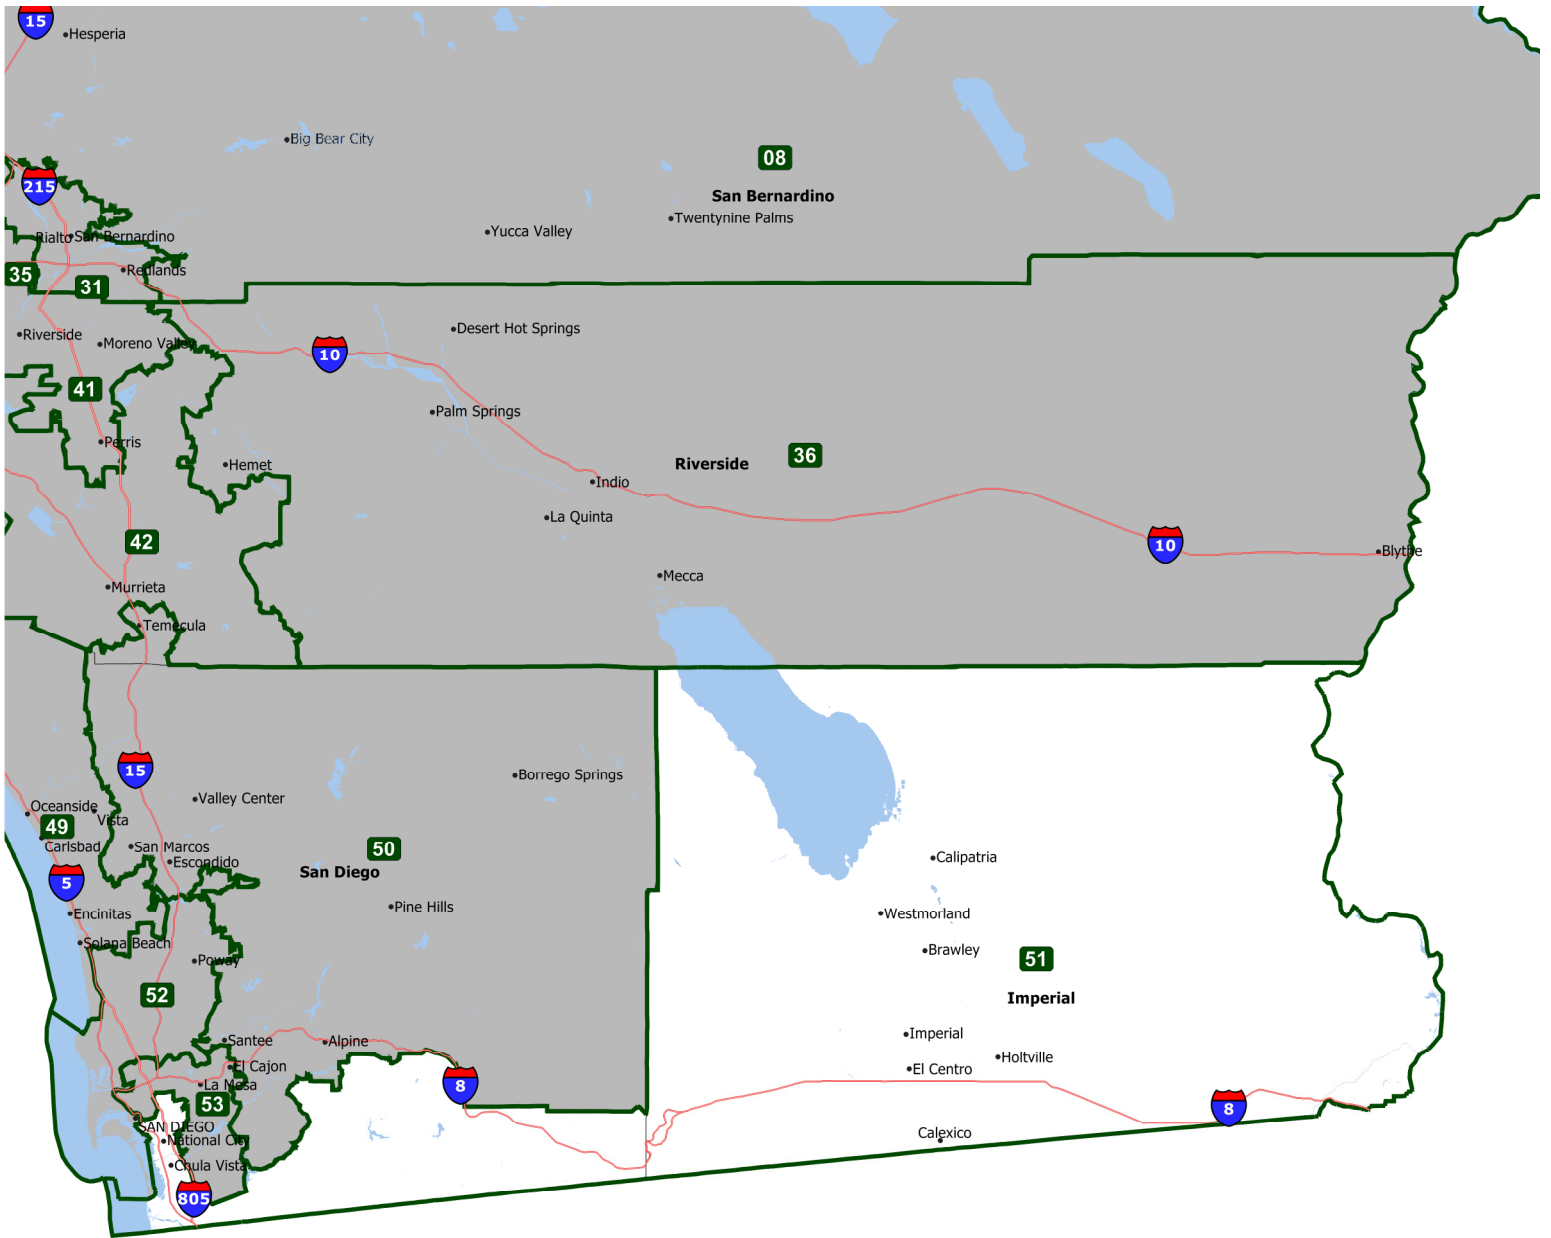 15
Hesperia
Big Bear City
08
San Bernardino
215
Twentynine Palms
Yucca Valley
Rialto
San Bernardino
Redlands
35
31
Riverside
Moreno Valley
Desert Hot Springs
10
41
Palm Springs
Perris
Hemet
Riverside
36
Indio
La Quinta
42
10
Blythe
Mecca
Murrieta
Temecula
15
Borrego Springs
Valley Center
Oceanside
Vista
49
Carlsbad
San Marcos
Escondido
50
San Diego
5
Calipatria
Pine Hills
Encinitas
Westmorland
Solana Beach
Poway
Brawley
51
52
Imperial
Santee
Alpine
Imperial
El Cajon
Holtville
El Centro
La Mesa
8
53
8
SAN DIEGO
National City
Calexico
Chula Vista
805